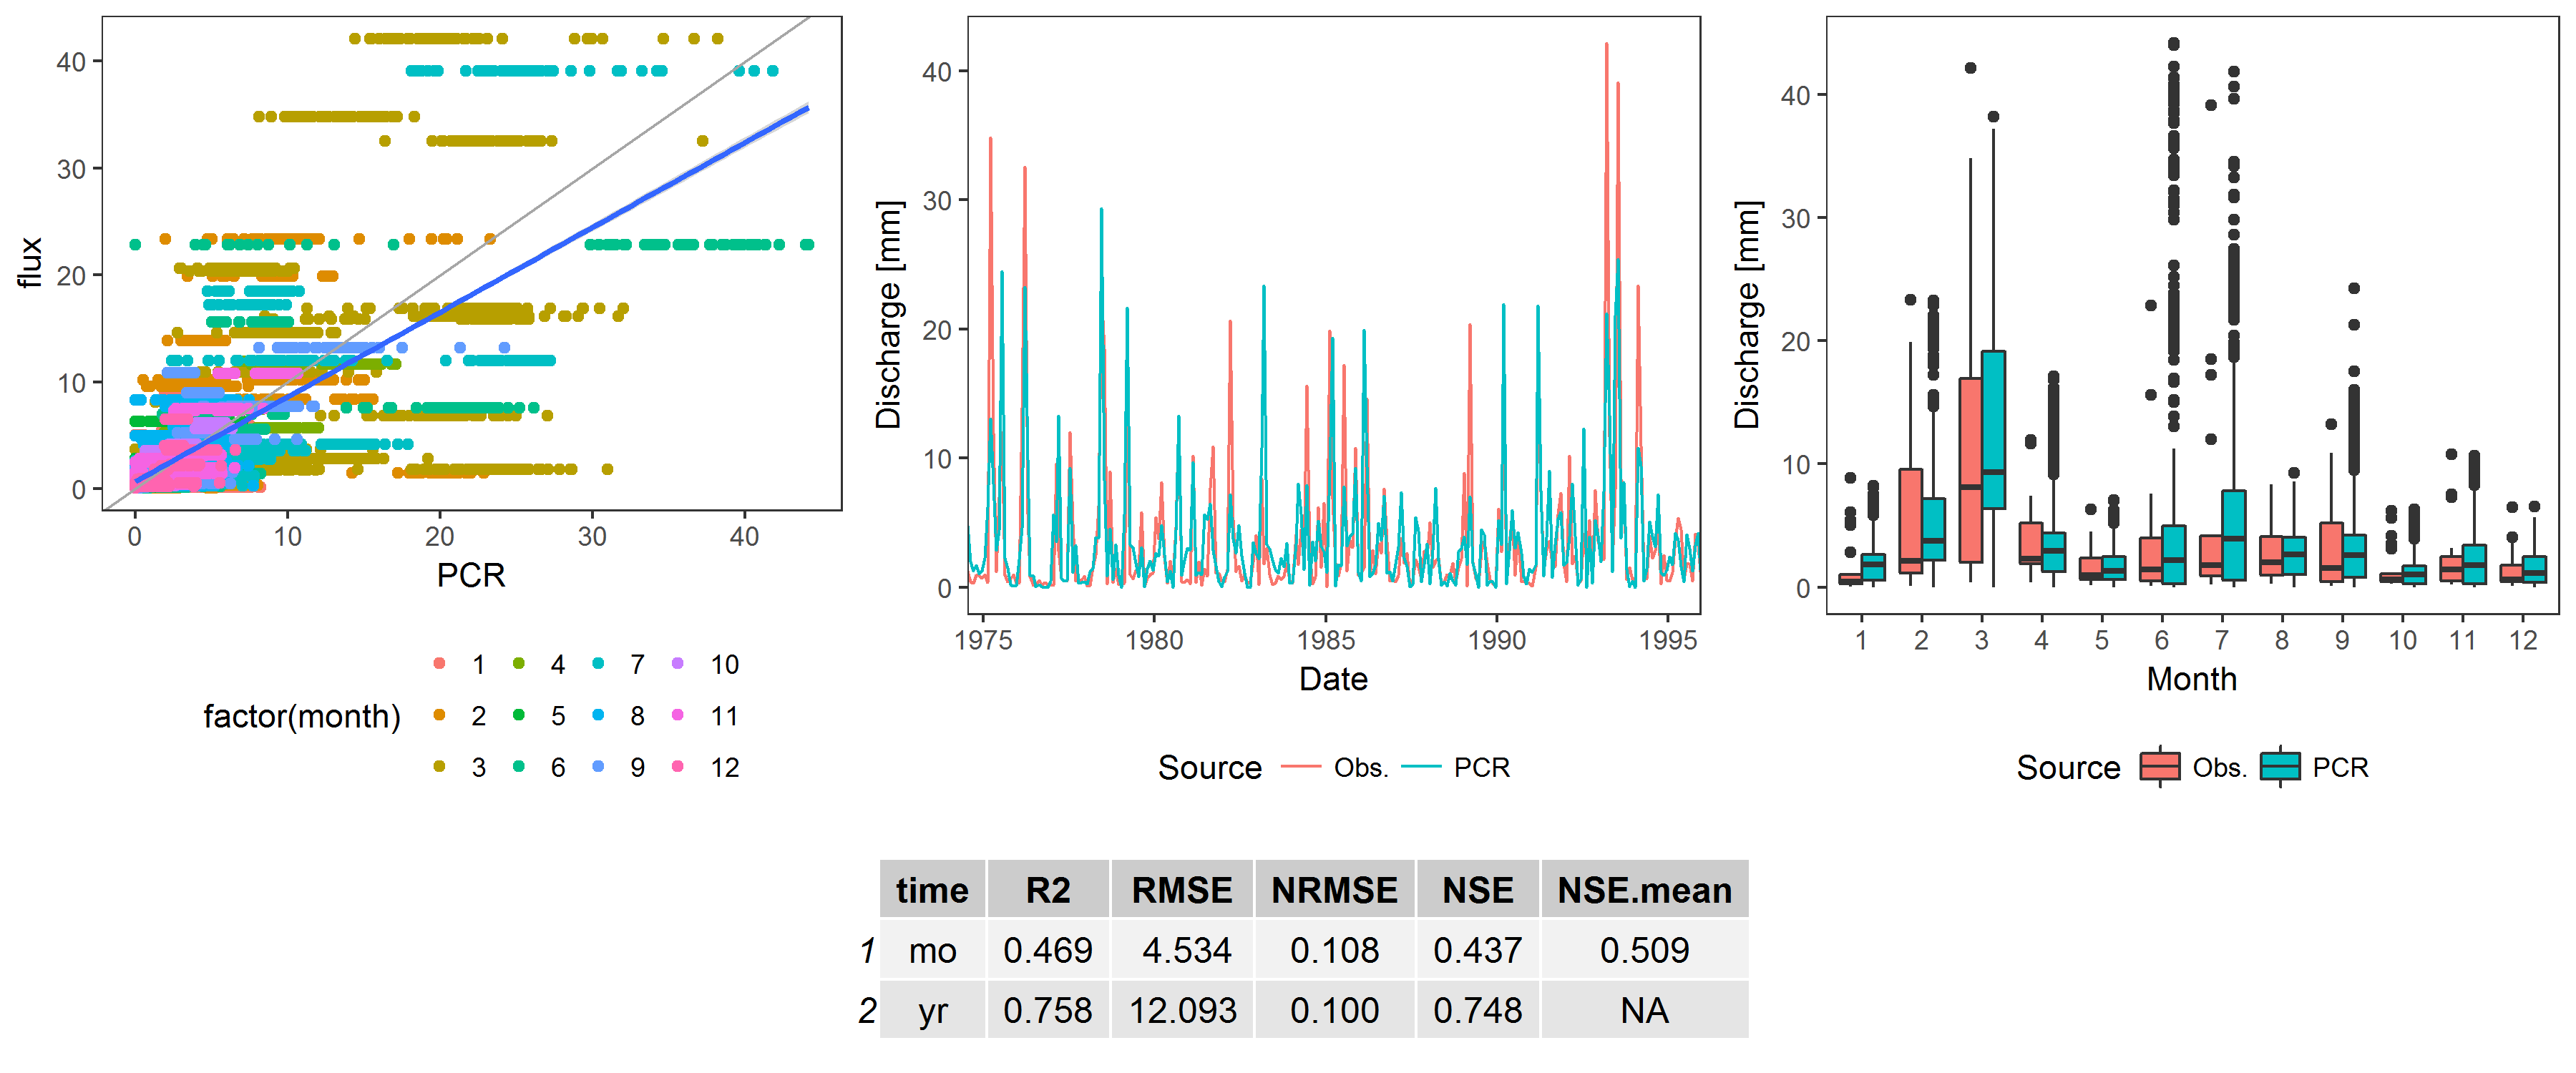 flux
40
30
20
10
0
0 10 20 30 40
PCR
factor(month)
1 4 7 10
2 5 8 11
3 6 9 12
Discharge [mm]
40
30
20
10
0
1975 1980 1985 1990 1995
Date
Source Obs. PCR
Discharge [mm]
40
30
20
10
0
1 2 3 4 5 6 7 8 9 10 11 12
Month
Source Obs. PCR
time R2 RMSE NRMSE NSE NSE.mean
1 mo 0.469 4.534 0.108 0.437 0.509
2 yr 0.758 12.093 0.100 0.748 NA